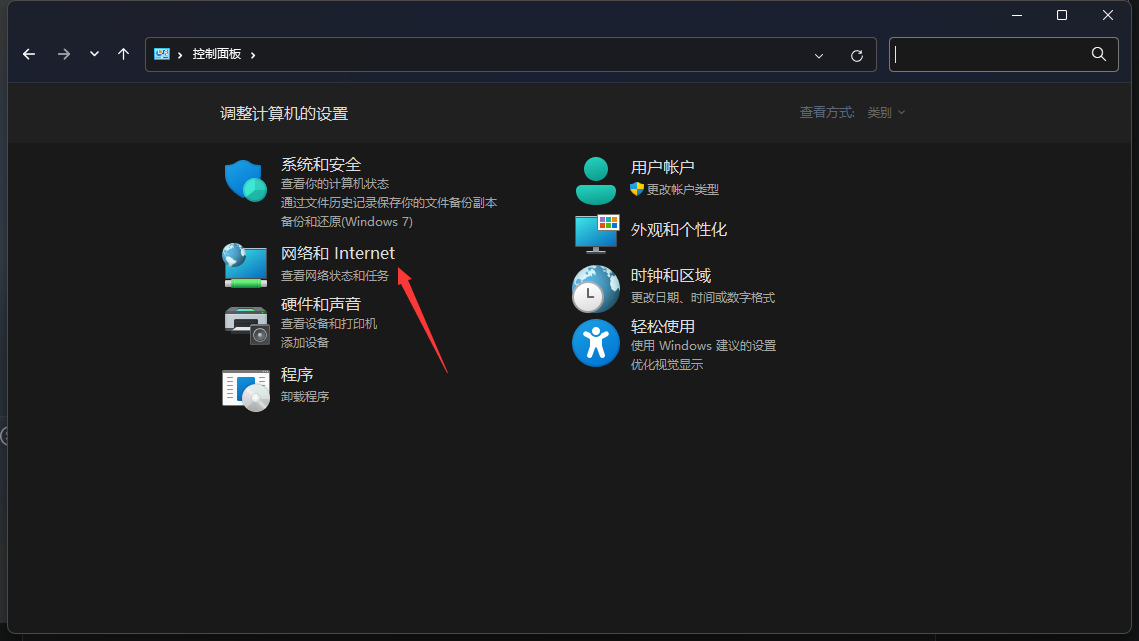 控制面板
调整计算机的设置
查看方式: 类别
系统和安全
查看你的计算机状态
通过文件历史记录保存你的文件备份副本
备份和还原(Windows 7)
网络和 Internet
查看网络状态和任务
硬件和声音
查看设备和打印机
添加设备
程序
卸载程序
用户帐户
更改帐户类型
外观和个性化
时钟和区域
更改日期、时间或数字格式
轻松使用
使用 Windows 建议的设置
优化视觉显示